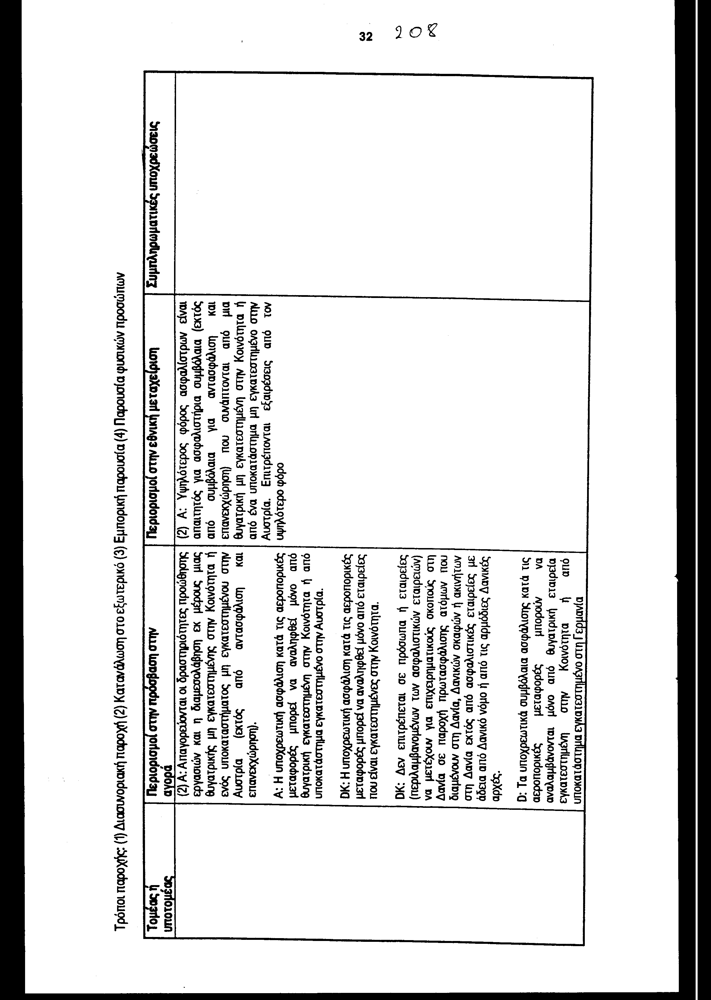 32 208
Τρόποι παροχής: (1) Διασυνοριακή παροχή (2) Κατανάλωση στο εξωτερικό (3) Εμπορική παρουσία (4) Παρουσία φυσικών προσώπων
Τομέας ή
υποτομέας
Περιορισμοί στην πρόσβαση στην
αγορά
Περιορισμοί στην εθνική μεταχείριση
Συμπληρωματικές υποχρεώσεις
(2) Α: Απαγορεύονται οι δραστηριότητες προώθησης
εργασιών και η διαμεσολάβηση εκ μέρους μιας
θυγατρικής μη εγκατεστημένης στην Κοινότητα ή
ενός υποκαταστήματος μη εγκατεστημένου στην
Αυστρία (εκτός από αντασφάλιση και
επανεκχώρηση).
Α: Η υποχρεωτική ασφάλιση κατά τις αεροπορικές
μεταφορές μπορεί να αναληφθεί μόνο από
θυγατρική εγκατεστημένη στην Κοινότητα ή από
υποκατάστημα εγκατεστημένο στην Αυστρία.
DK: Η υποχρεωτική ασφάλιση κατά τις αεροπορικές
μεταφορές μπορεί να αναληφθεί μόνο από εταιρείες
που είναι εγκατεστημένες στην Κοινότητα.
DK: Δεν επιτρέπεται σε πρόσωπα ή εταιρείες
(περιλαμβανομένων των ασφαλιστικών εταιρειών)
να μετέχουν για επιχειρηματικούς σκοπούς στη
Δανία σε παροχή πρωτασφάλισης ατόμων που
διαμένουν στη Δανία, Δανικών σκαφών ή ακινήτων
στη Δανία εκτός από ασφαλιστικές εταιρείες με
άδεια από Δανικό νόμο ή από τις αρμόδιες Δανικές
αρχές.
D: Τα υποχρεωτικά συμβόλαια ασφάλισης κατά τις
αεροπορικές μεταφορές μπορούν να
αναλαμβάνονται μόνο από θυγατρική εταιρεία
εγκατεστημένη στην Κοινότητα ή από
υποκατάστημα εγκατεστημένο στη Γερμανία
(2) Α: Υψηλότερος φόρος ασφαλίστρων είναι
απαιτητός για ασφαλιστήρια συμβόλαια (εκτός
από συμβόλαια για αντασφάλιση και
επανεκχώρηση) που συνάπτονται από μια
θυγατρική μη εγκατεστημένη στην Κοινότητα ή
από ένα υποκατάστημα μη εγκατεστημένο στην
Αυστρία. Επιτρέπονται εξαιρέσεις από τον
υψηλότερο φόρο